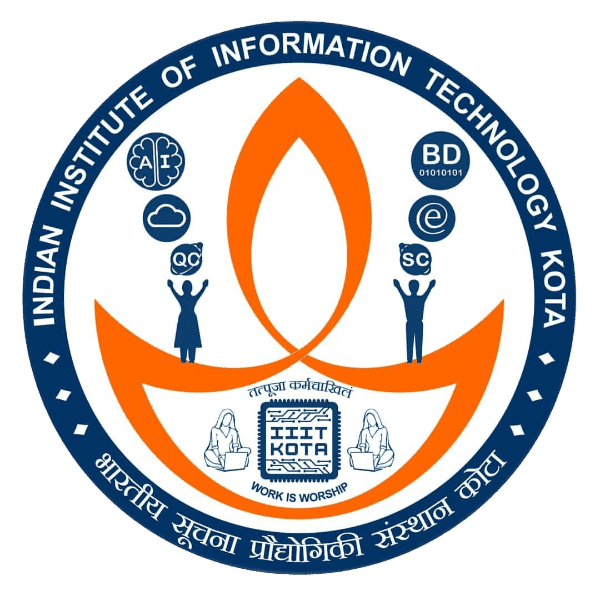 INDIAN INSTITUTE OF INFORMATION TECHNOLOGY KOTA
AI
BD
01010101
e
QC
SC
तत्पूजा कर्मचाखिलं
IIIT
KOTA
WORK IS WORSHIP
भारतीय सूचना प्रौद्योगिकी संस्थान कोटा